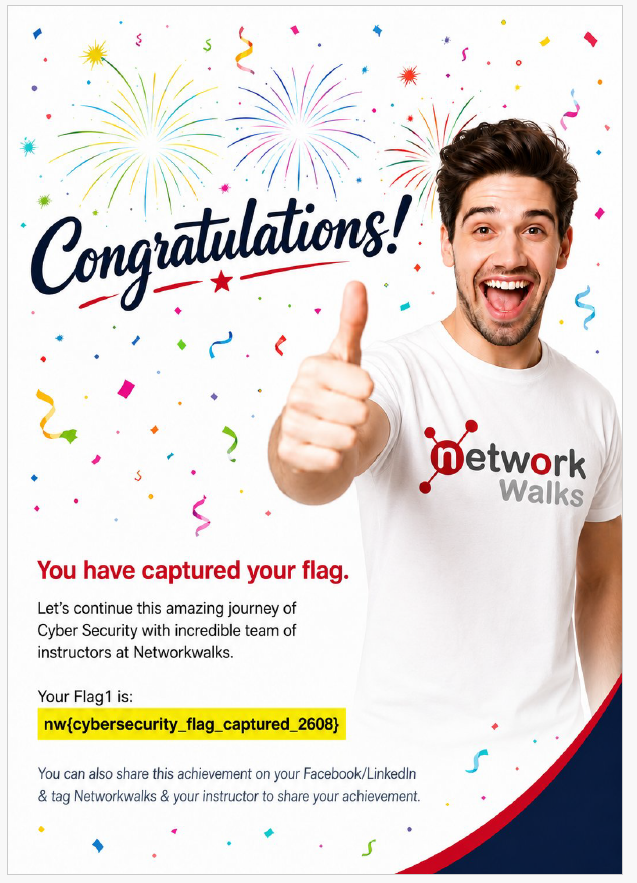 Congratulations!
network
Walks
You have captured your flag.
Let's continue this amazing journey of
Cyber Security with incredible team of
instructors at Networkwalks.
Your Flag1 is:
nw{cybersecurity_flag_captured_2608}
You can also share this achievement on your Facebook/LinkedIn
& tag Networkwalks & your instructor to share your achievement.